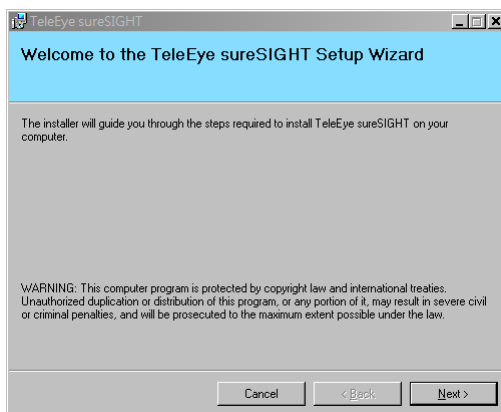 TeleEye sureSIGHT
Welcome to the TeleEye sureSIGHT Setup Wizard
The installer will guide you through the steps required to install TeleEye sureSIGHT on your
computer.
WARNING: This computer program is protected by copyright law and international treaties.
Unauthorized duplication or distribution of this program, or any portion of it, may result in severe civil
or criminal penalties, and will be prosecuted to the maximum extent possible under the law.
Cancel < Back Next >